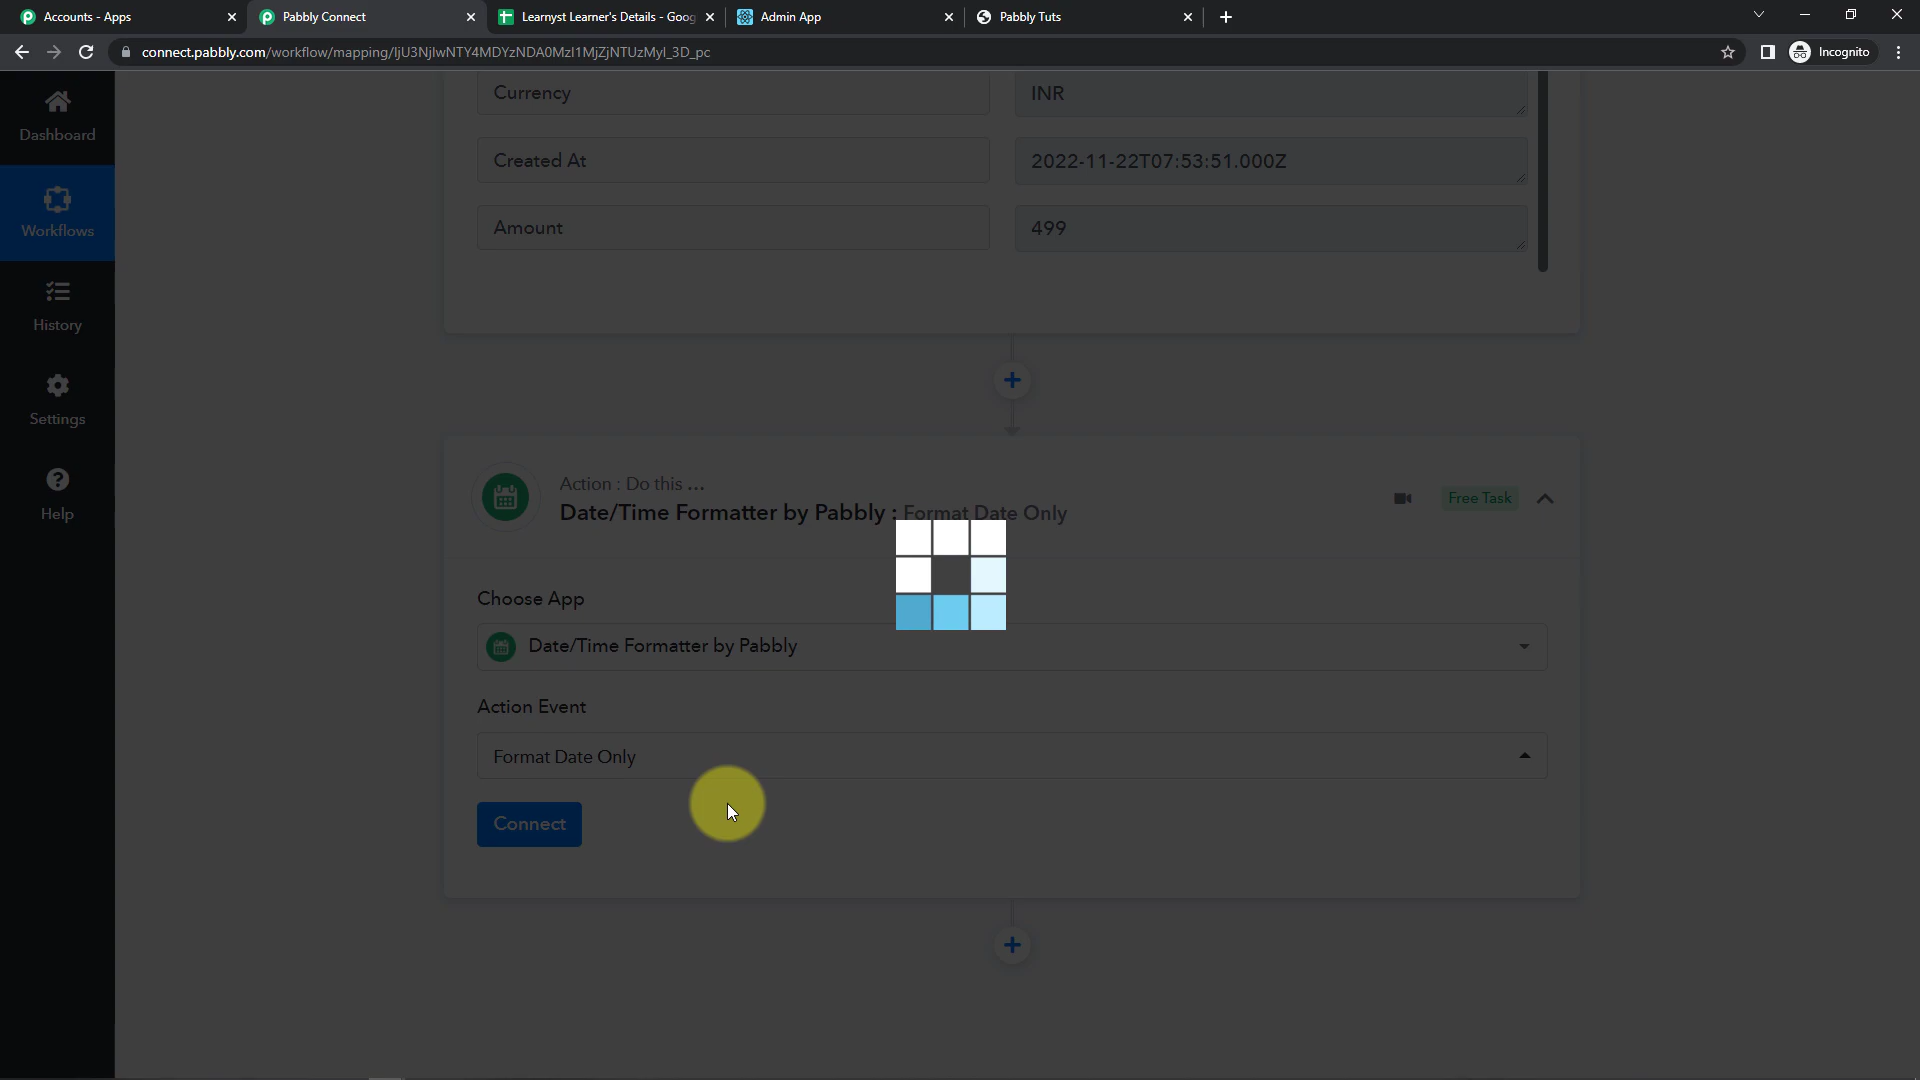 Accounts - Apps
Pabbly Connect
Learnyst Learner's Details - Goog
Admin App
Pabbly Tuts
connect.pabbly.com/workflow/mapping/IjU3NjIwNTY4MDYzNDA0MzI1MjZjNTUzMyI_3D_pc
Incognito
Dashboard
Workflows
History
Settings
Help
Currency
INR
Created At
2022-11-22T07:53:51.000Z
Amount
499
Action : Do this ...
Date/Time Formatter by Pabbly : Format Date Only
Free Task
Choose App
Date/Time Formatter by Pabbly
Action Event
Format Date Only
Connect